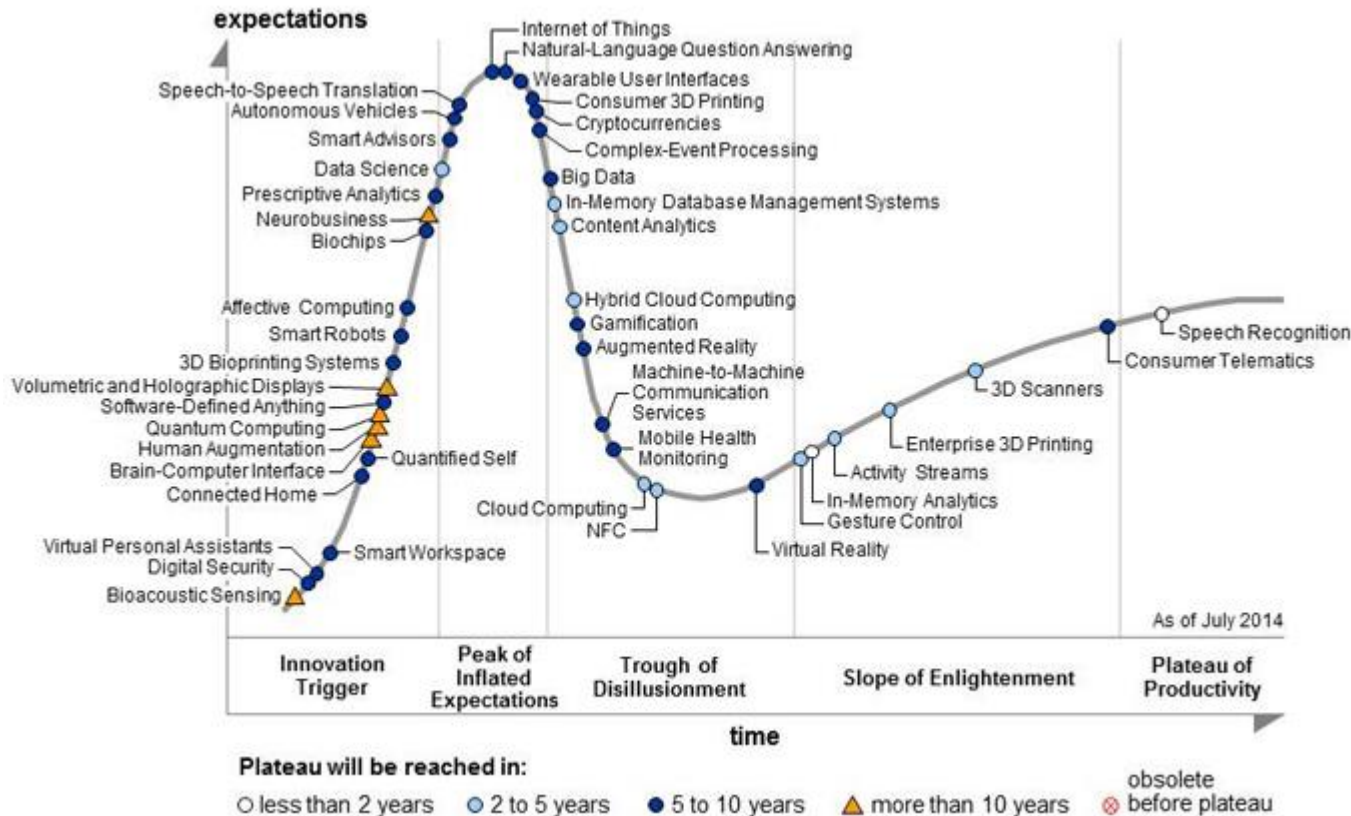 expectations
Internet of Things
Natural-Language Question Answering
Wearable User Interfaces
Consumer 3D Printing
Cryptocurrencies
Complex-Event Processing
Speech-to-Speech Translation
Autonomous Vehicles
Smart Advisors
Data Science
Prescriptive Analytics
Neurobusiness
Biochips
Big Data
In-Memory Database Management Systems
Content Analytics
Affective Computing
Smart Robots
3D Bioprinting Systems
Volumetric and Holographic Displays
Software-Defined Anything
Quantum Computing
Human Augmentation
Brain-Computer Interface
Connected Home
Quantified Self
Hybrid Cloud Computing
Gamification
Augmented Reality
Machine-to-Machine
Communication
Services
Mobile Health
Monitoring
Virtual Personal Assistants
Digital Security
Bioacoustic Sensing
Smart Workspace
Cloud Computing
NFC
Virtual Reality
Speech Recognition
Consumer Telematics
3D Scanners
Enterprise 3D Printing
Activity Streams
In-Memory Analytics
Gesture Control
As of July 2014
Innovation
Trigger
Peak of
Inflated
Expectations
Trough of
Disillusionment
Slope of Enlightenment
Plateau of
Productivity
time
Plateau will be reached in:
less than 2 years
2 to 5 years
5 to 10 years
more than 10 years
obsolete
before plateau